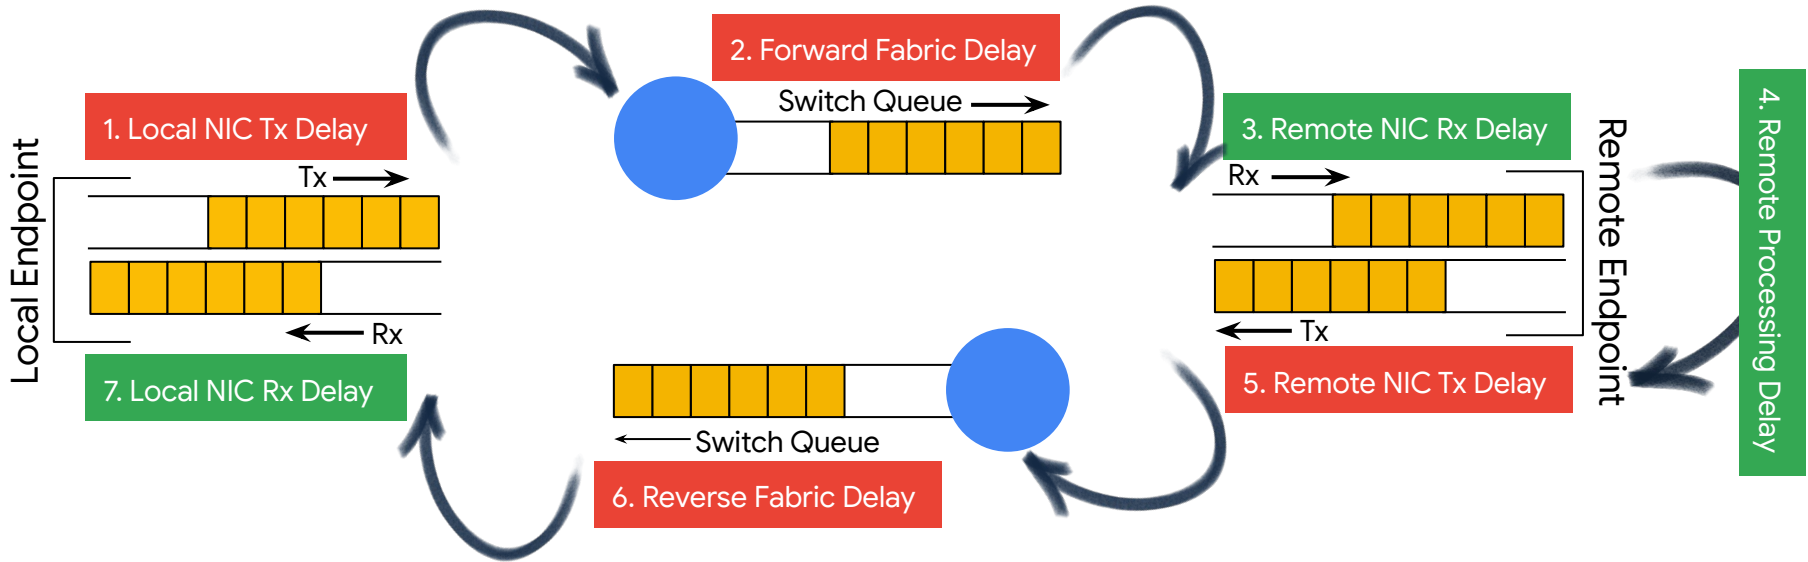 2. Forward Fabric Delay
Switch Queue
1. Local NIC Tx Delay
Tx
Local Endpoint
Rx
7. Local NIC Rx Delay
3. Remote NIC Rx Delay
Rx
Remote Endpoint
Tx
5. Remote NIC Tx Delay
4. Remote Processing Delay
Switch Queue
6. Reverse Fabric Delay